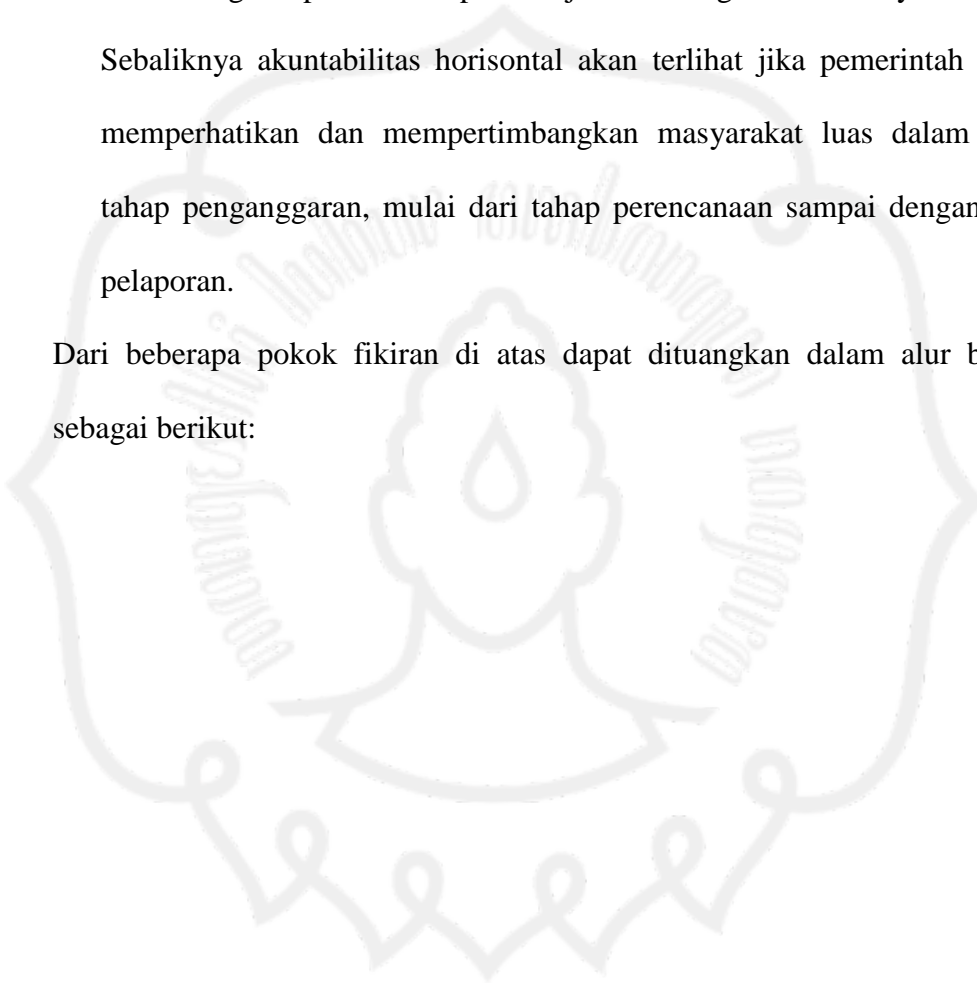 Sebaliknya akuntabilitas horisontal akan terlihat jika pemerintah
memperhatikan dan mempertimbangkan masyarakat luas dalam
tahap penganggaran, mulai dari tahap perencanaan sampai dengan
pelaporan.
Dari beberapa pokok fikiran di atas dapat dituangkan dalam alur b
sebagai berikut: